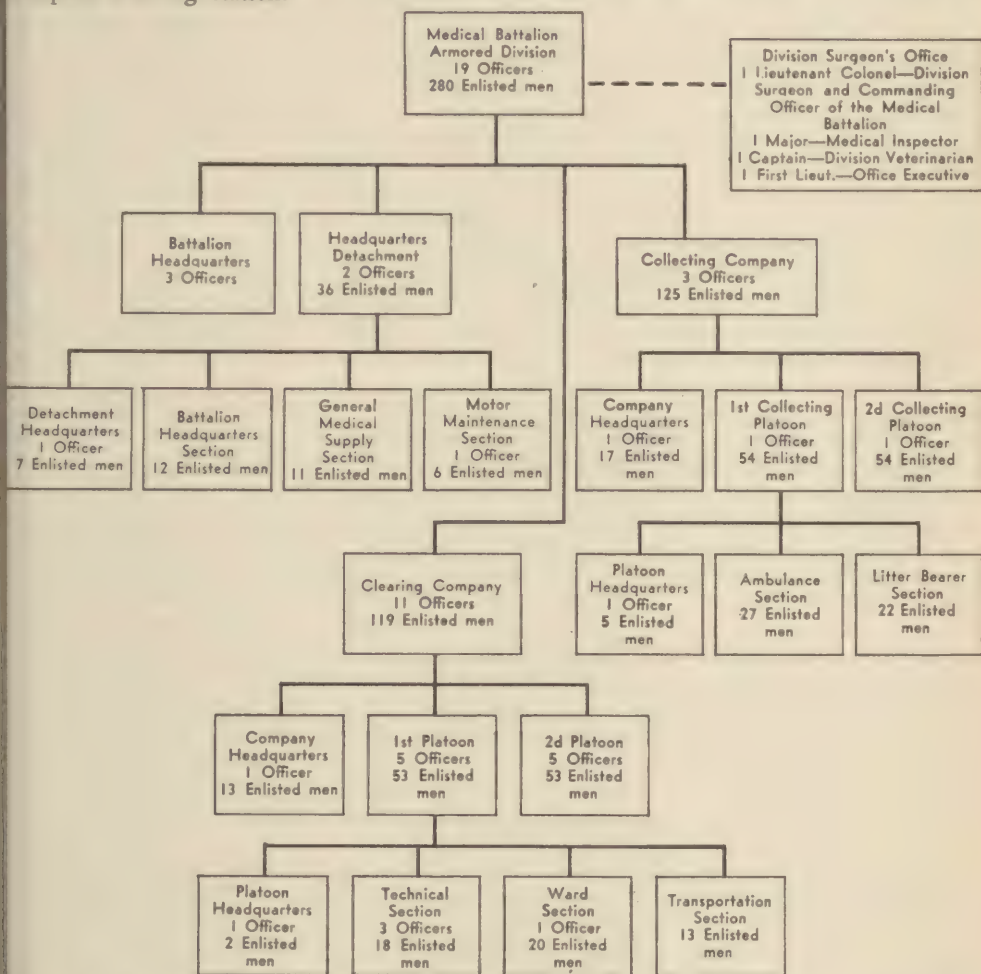 Medical Battalion
Armored Division
19 Officers
280 Enlisted men
Division Surgeon's Office
1 Lieutenant Colonel—Division
Surgeon and Commanding
Officer of the Medical
Battalion
1 Major—Medical Inspector
1 Captain—Division Veterinarian
1 First Lieut.—Office Executive
Battalion
Headquarters
3 Officers
Headquarters
Detachment
2 Officers
36 Enlisted men
Collecting Company
3 Officers
125 Enlisted men
Detachment
Headquarters
1 Officer
7 Enlisted men
Battalion
Headquarters
Section
12 Enlisted men
General
Medical
Supply
Section
11 Enlisted men
Motor
Maintenance
Section
1 Officer
6 Enlisted men
Company
Headquarters
1 Officer
17 Enlisted
men
1st Collecting
Platoon
1 Officer
54 Enlisted
men
2d Collecting
Platoon
1 Officer
54 Enlisted
men
Clearing Company
11 Officers
119 Enlisted men
Platoon
Headquarters
1 Officer
5 Enlisted
men
Ambulance
Section
27 Enlisted
men
Litter Bearer
Section
22 Enlisted
men
Company
Headquarters
1 Officer
13 Enlisted men
1st Platoon
5 Officers
53 Enlisted
men
2d Platoon
5 Officers
53 Enlisted
men
Platoon
Headquarters
1 Officer
2 Enlisted
men
Technical
Section
3 Officers
18 Enlisted
men
Ward
Section
1 Officer
20 Enlisted
men
Transportation
Section
13 Enlisted
men